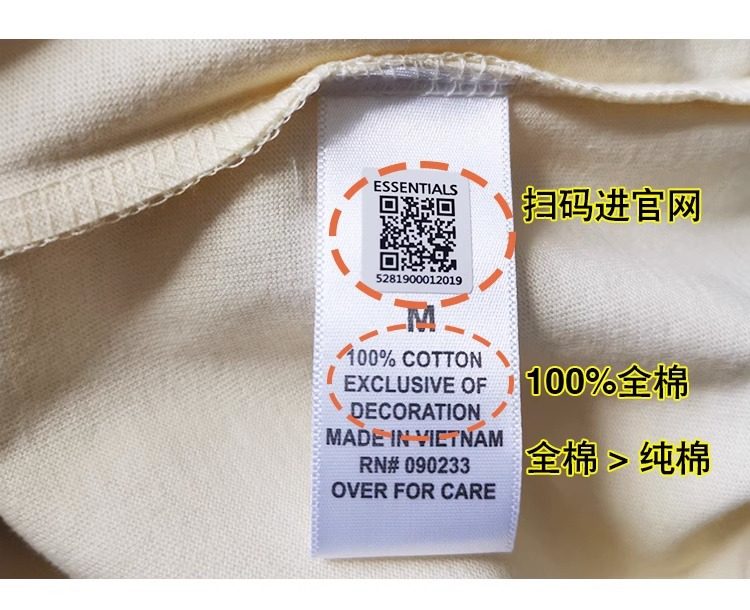 ESSENTIALS
5281900012019
扫码进官网
M
100% COTTON
EXCLUSIVE OF
DECORATION
100%全棉
MADE IN VIETNAM
全棉 > 纯棉
RN# 090233
OVER FOR CARE